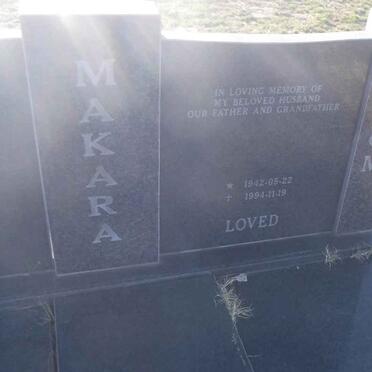 MAKARA
IN LOVING MEMORY OF
MY BELOVED HUSBAND
OUR FATHER AND GRANDFATHER
★ 1942-05-22
✝ 1994-11-19
LOVED